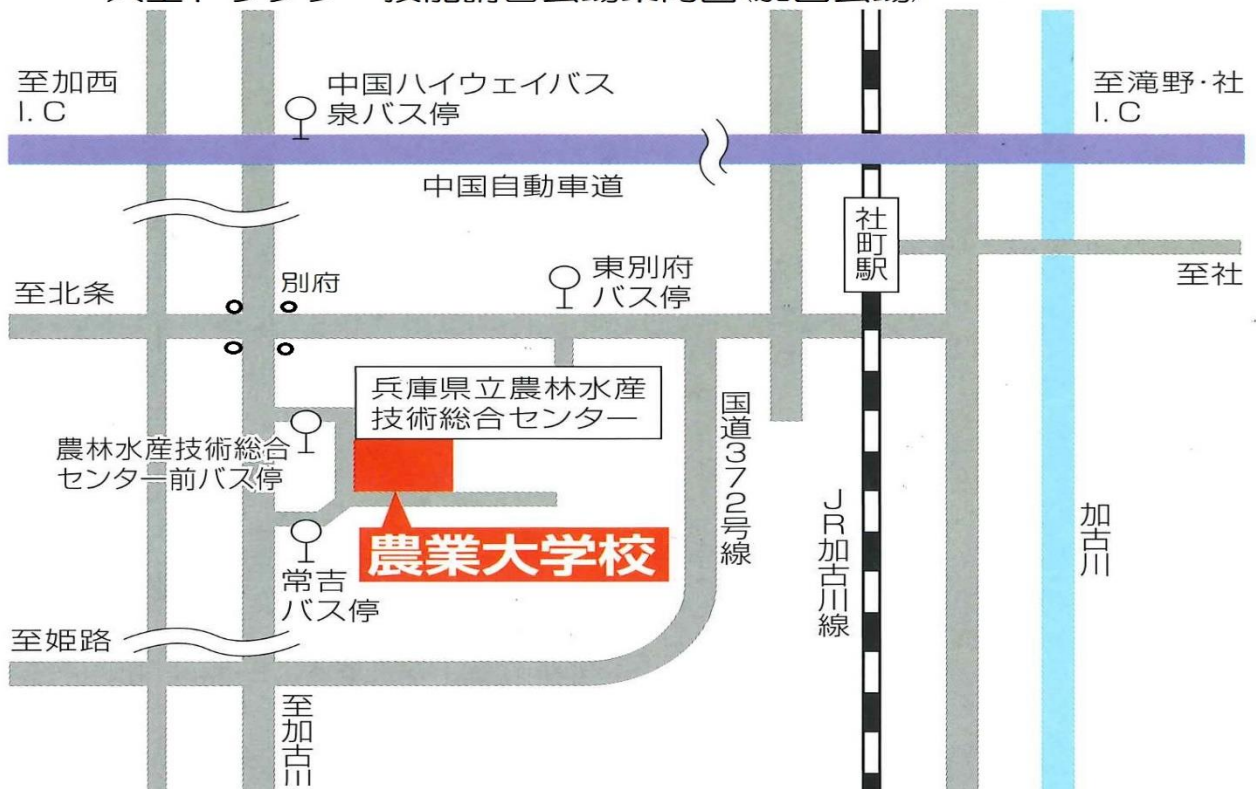 至加西
I.C
中国ハイウェイバス
泉バス停
至滝野･社
I.C
中国自動車道
社町駅
至社
至北条
別府
東別府
バス停
兵庫県立農林水産
技術総合センター
農林水産技術総合
センター前バス停
国道372号線
JR加古川線
加古川
農業大学校
常吉
バス停
至姫路
至加古川